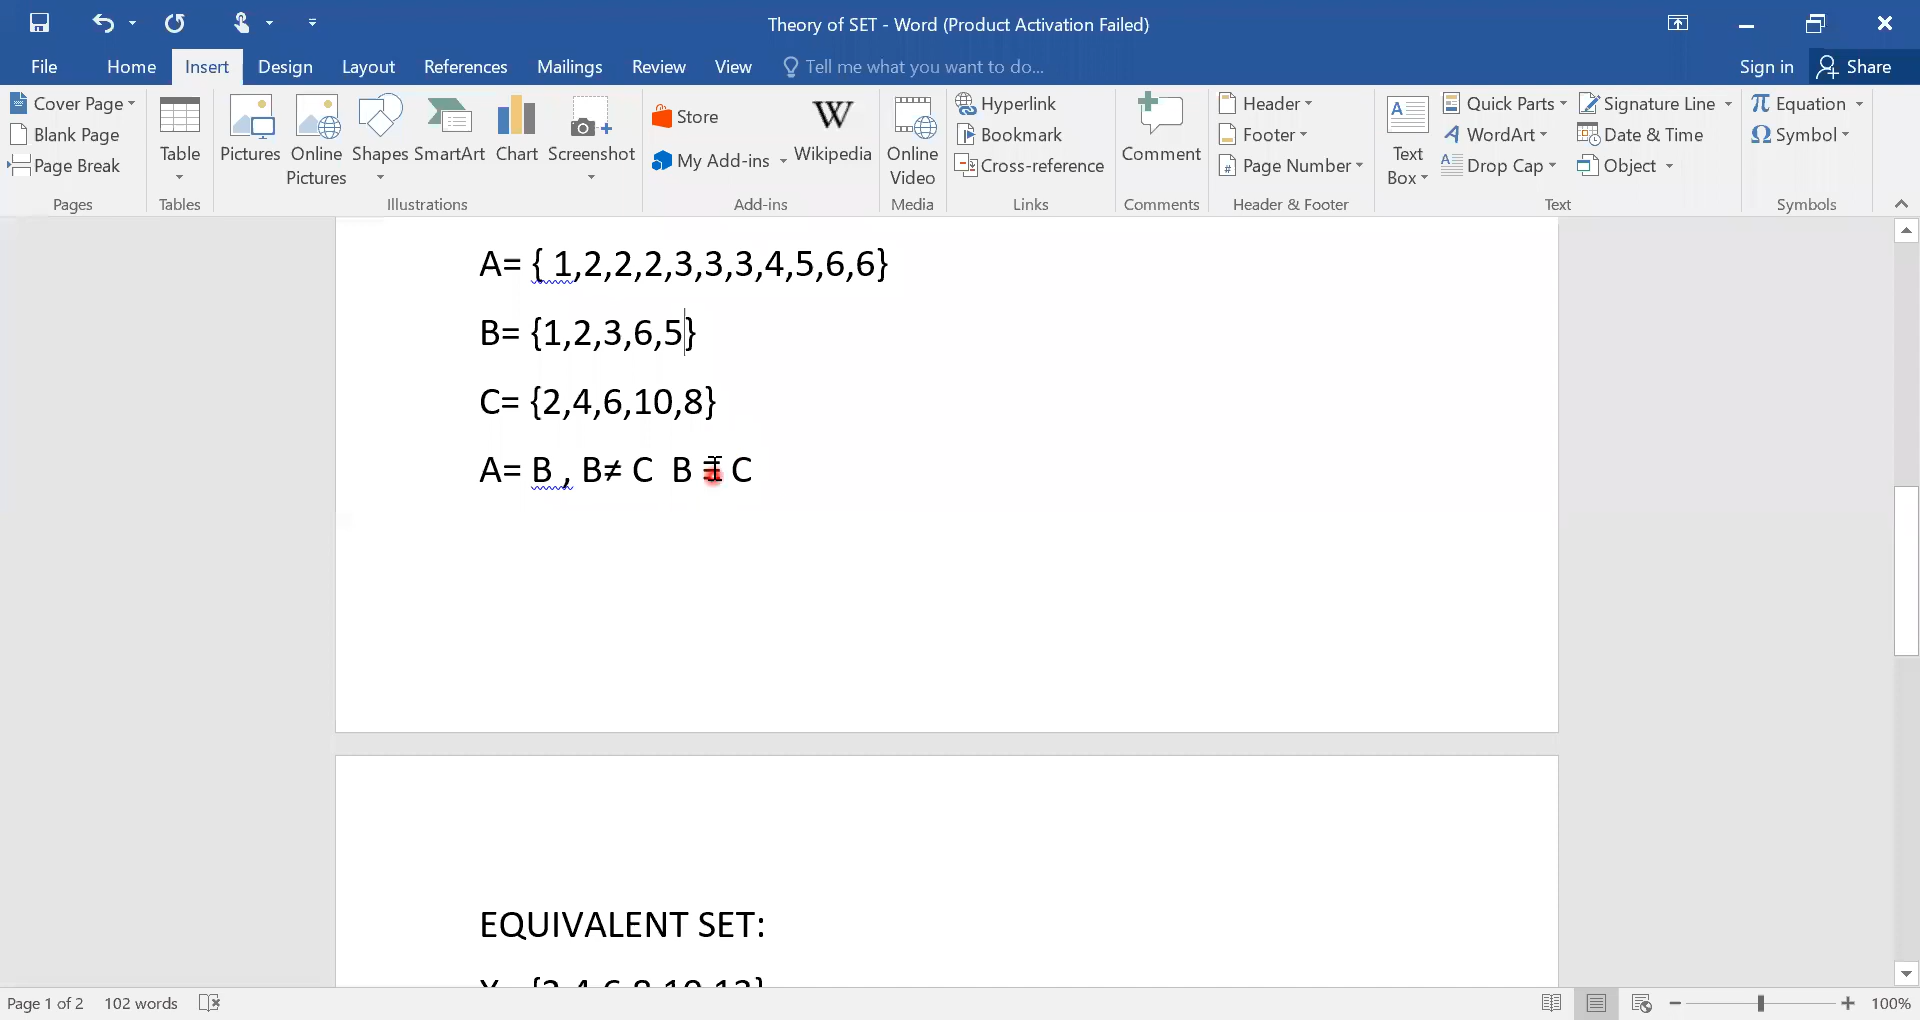 Theory of SET - Word (Product Activation Failed)
File Home Insert Design Layout References Mailings Review View Tell me what you want to do... Sign in Share
Cover Page
Blank Page
Page Break
Pages
Table
Tables
Pictures
Online Pictures
Shapes
SmartArt
Chart
Screenshot
Illustrations
Store
My Add-ins
Wikipedia
Add-ins
Online Video
Media
Hyperlink
Bookmark
Cross-reference
Links
Comment
Comments
Header
Footer
Page Number
Header & Footer
Text Box
Quick Parts
WordArt
Drop Cap
Signature Line
Date & Time
Object
Text
Equation
Symbol
Symbols
A= { 1,2,2,2,3,3,3,4,5,6,6}
B= {1,2,3,6,5}
C= {2,4,6,10,8}
A= B , B≠ C B C
EQUIVALENT SET:
Page 1 of 2 102 words 100%